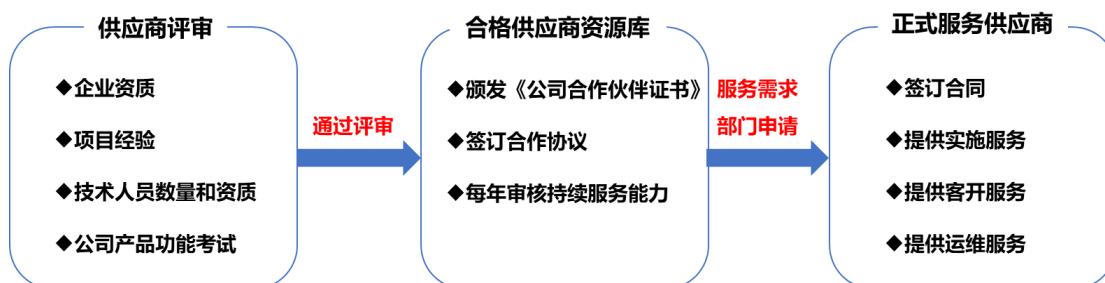 供应商评审
◆企业资质
◆项目经验
◆技术人员数量和资质
◆公司产品功能考试
通过评审
合格供应商资源库
◆颁发《公司合作伙伴证书》
◆签订合作协议
◆每年审核持续服务能力
服务需求
部门申请
正式服务供应商
◆签订合同
◆提供实施服务
◆提供客开服务
◆提供运维服务